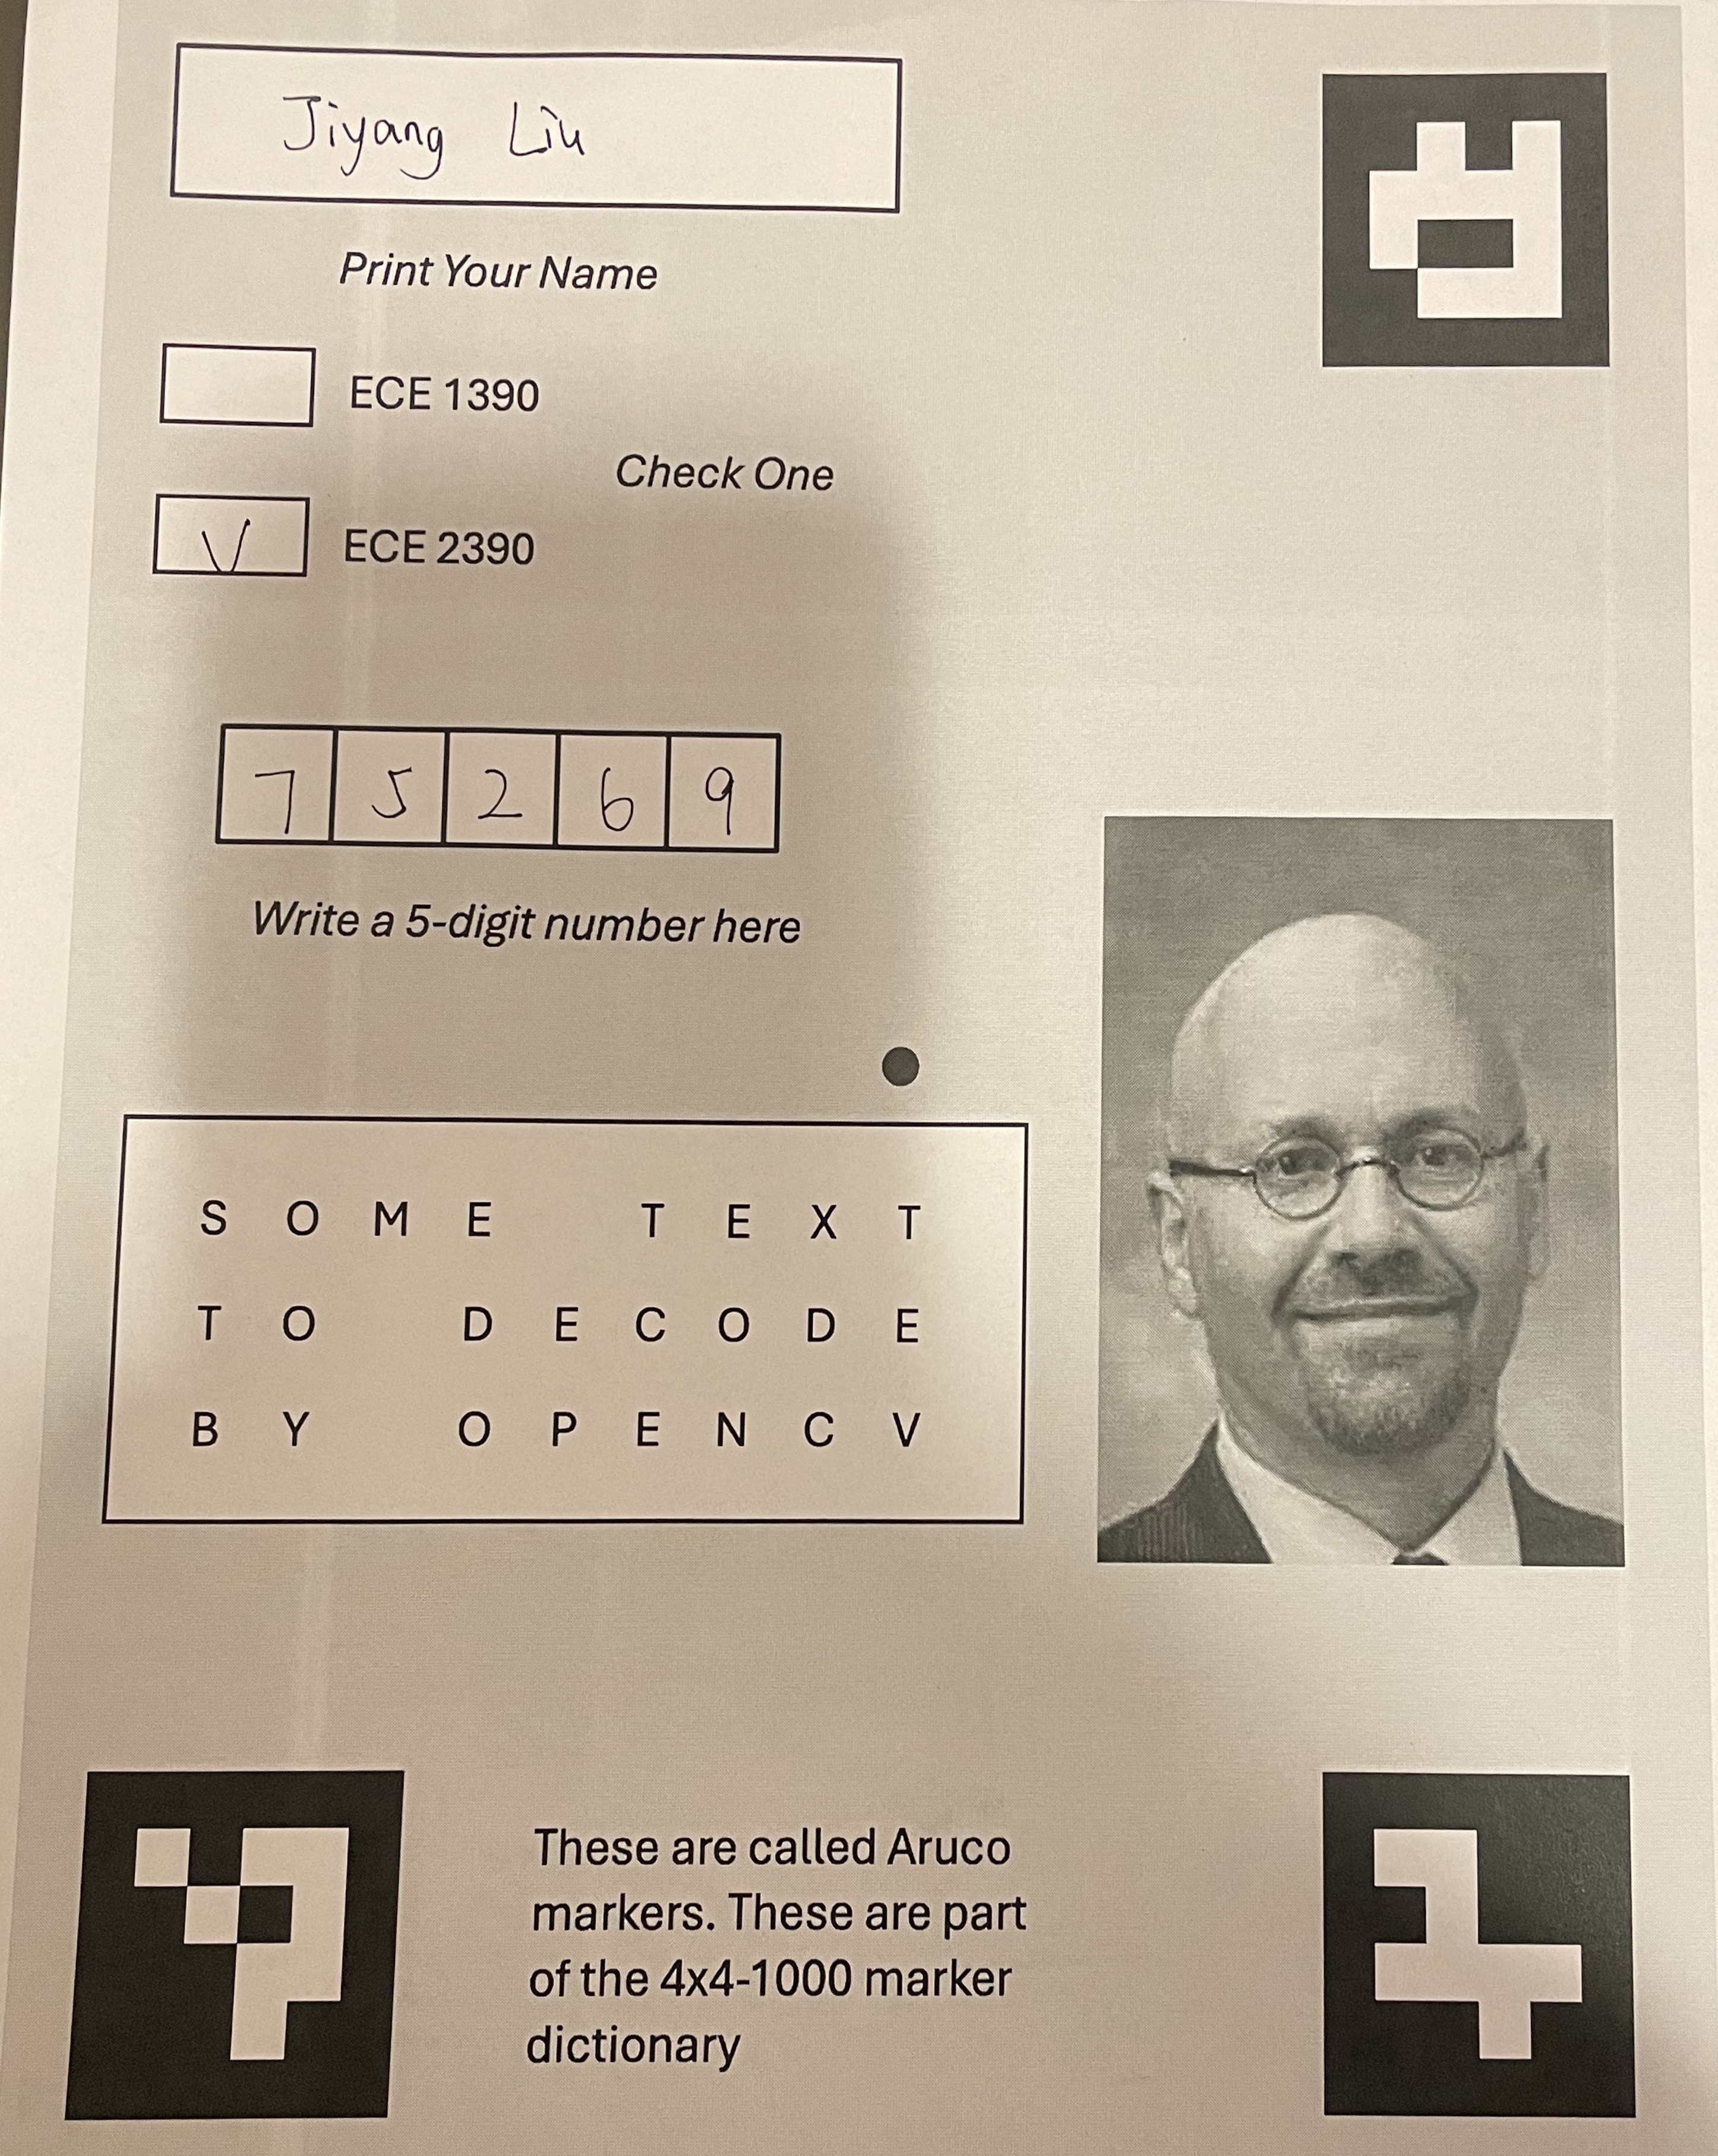 Jiyang Liu
Print Your Name
ECE 1390
Check One
V ECE 2390
7 5 2 6 9
Write a 5-digit number here
S O M E T E X T
T O D E C O D E
B Y O P E N C V
These are called Aruco
markers. These are part
of the 4x4-1000 marker
dictionary